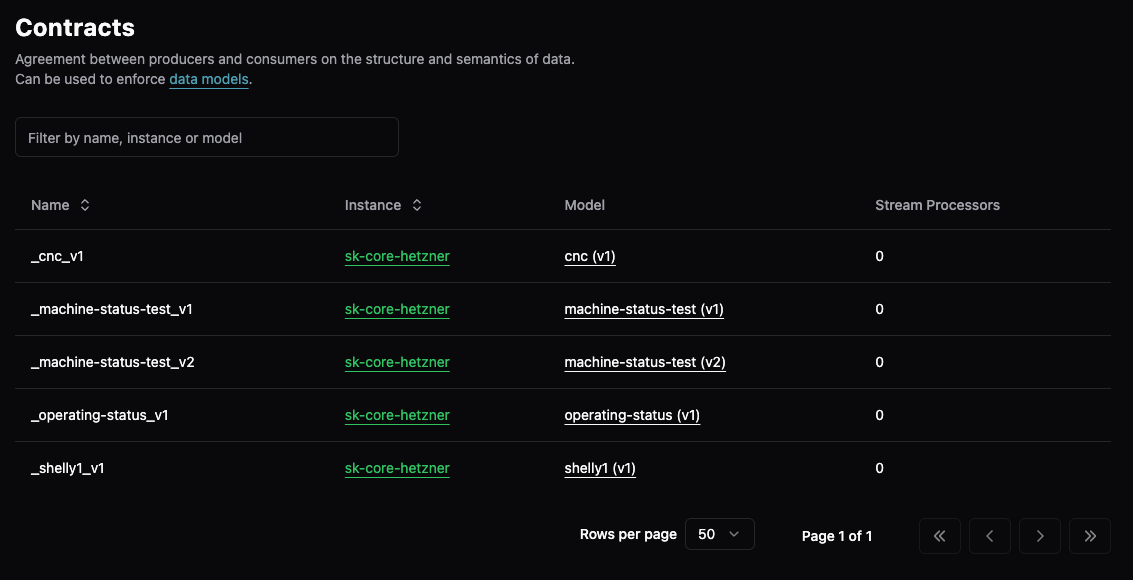 Contracts
Agreement between producers and consumers on the structure and semantics of data.
Can be used to enforce data models.
Filter by name, instance or model
Name Instance Model Stream Processors
_cnc_v1 sk-core-hetzner cnc (v1) 0
_machine-status-test_v1 sk-core-hetzner machine-status-test (v1) 0
_machine-status-test_v2 sk-core-hetzner machine-status-test (v2) 0
_operating-status_v1 sk-core-hetzner operating-status (v1) 0
_shelly1_v1 sk-core-hetzner shelly1 (v1) 0
Rows per page 50 Page 1 of 1